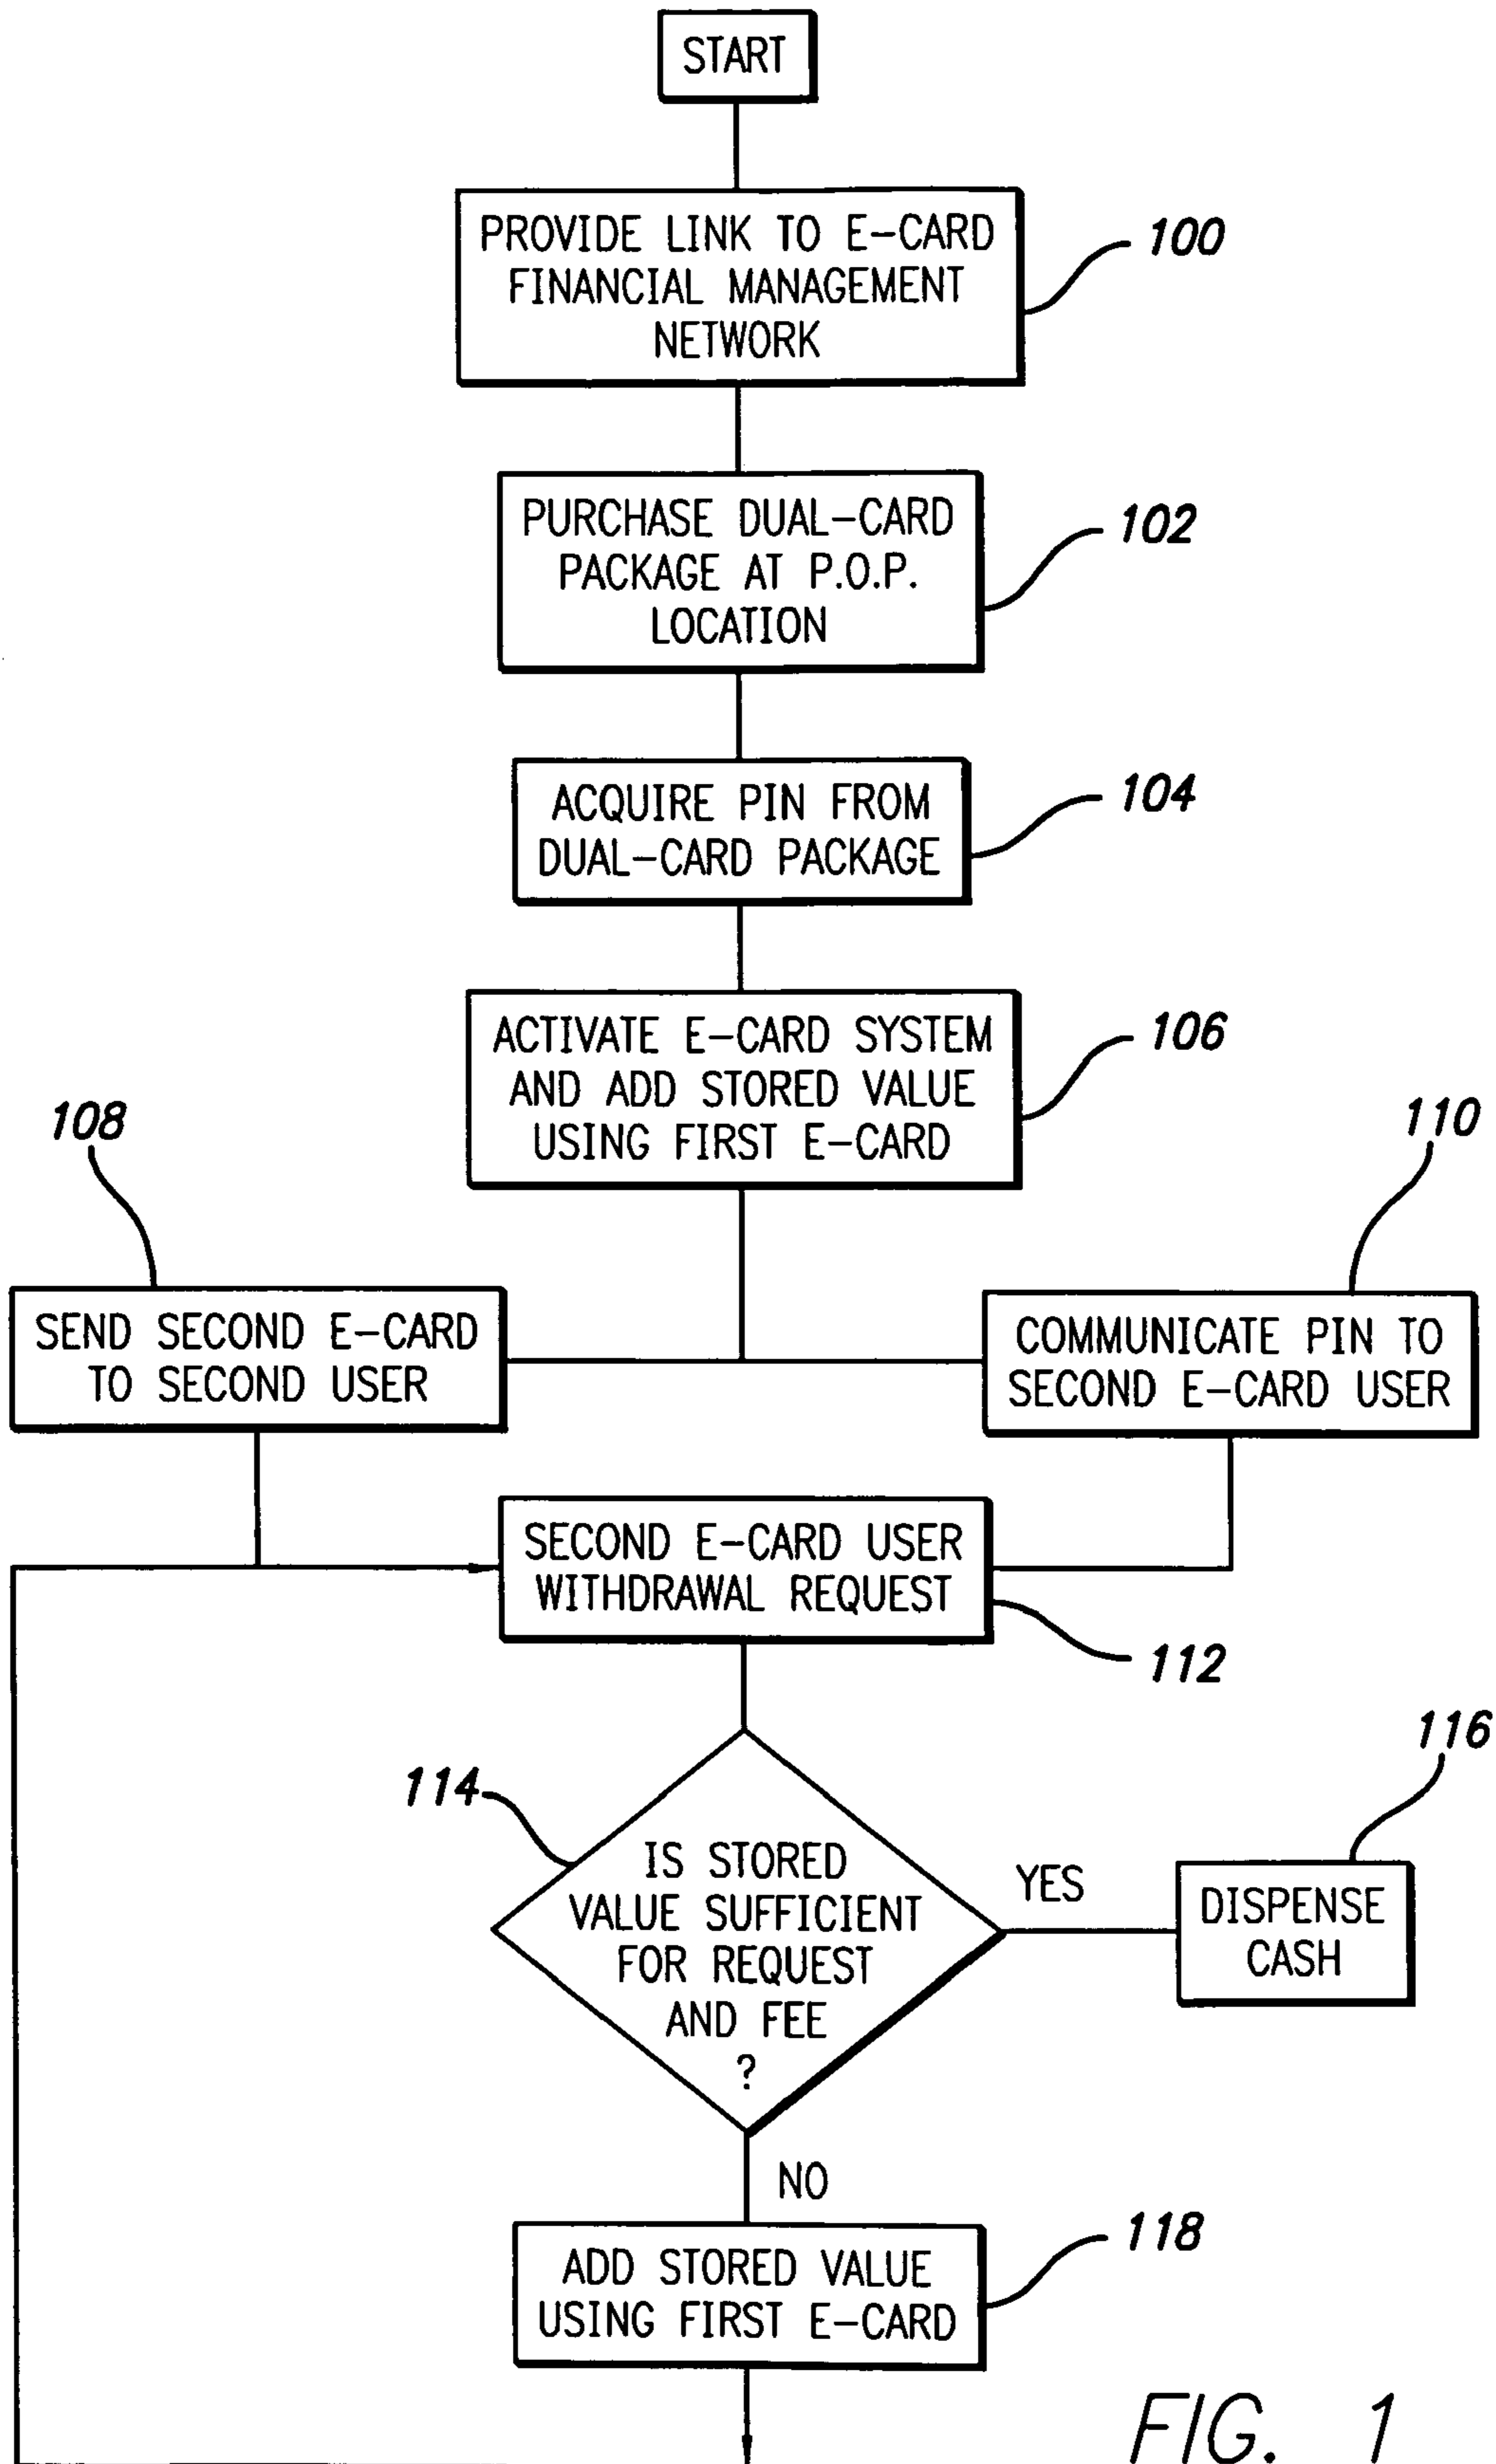 START
PROVIDE LINK TO E-CARD
FINANCIAL MANAGEMENT
NETWORK
100
PURCHASE DUAL-CARD
PACKAGE AT P.O.P.
LOCATION
102
ACQUIRE PIN FROM
DUAL-CARD PACKAGE
104
ACTIVATE E-CARD SYSTEM
AND ADD STORED VALUE
USING FIRST E-CARD
106
108
SEND SECOND E-CARD
TO SECOND USER
110
COMMUNICATE PIN TO
SECOND E-CARD USER
SECOND E-CARD USER
WITHDRAWAL REQUEST
112
114
IS STORED
VALUE SUFFICIENT
FOR REQUEST
AND FEE
?
YES
116
DISPENSE
CASH
NO
ADD STORED VALUE
USING FIRST E-CARD
118
FIG. 1